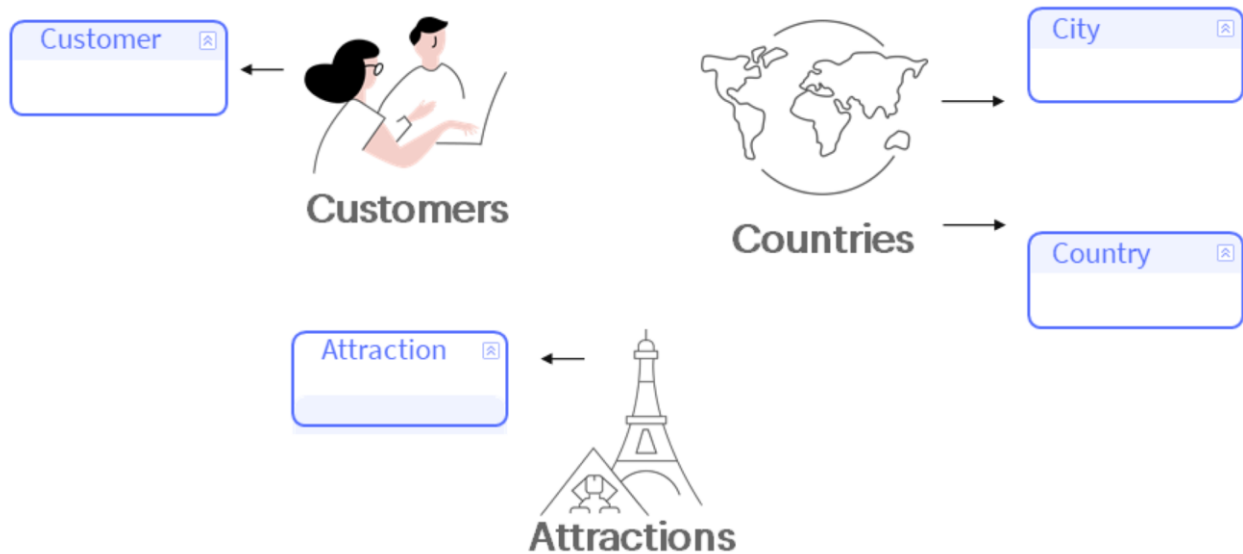 Customer
City
Customers
Countries
Country
Attraction
Attractions